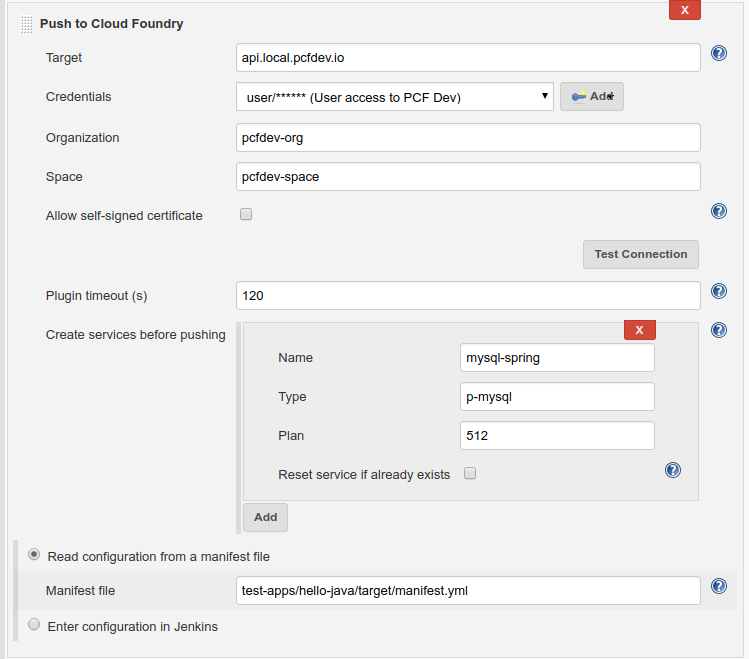 X
Push to Cloud Foundry
Target api.local.pcfdev.io ?
Credentials user/****** (User access to PCF Dev) Add
Organization pcfdev-org
Space pcfdev-space
Allow self-signed certificate ?
Test Connection
Plugin timeout (s) 120 ?
Create services before pushing X ?
Name mysql-spring
Type p-mysql
Plan 512
Reset service if already exists ?
Add
Read configuration from a manifest file
Manifest file test-apps/hello-java/target/manifest.yml ?
Enter configuration in Jenkins